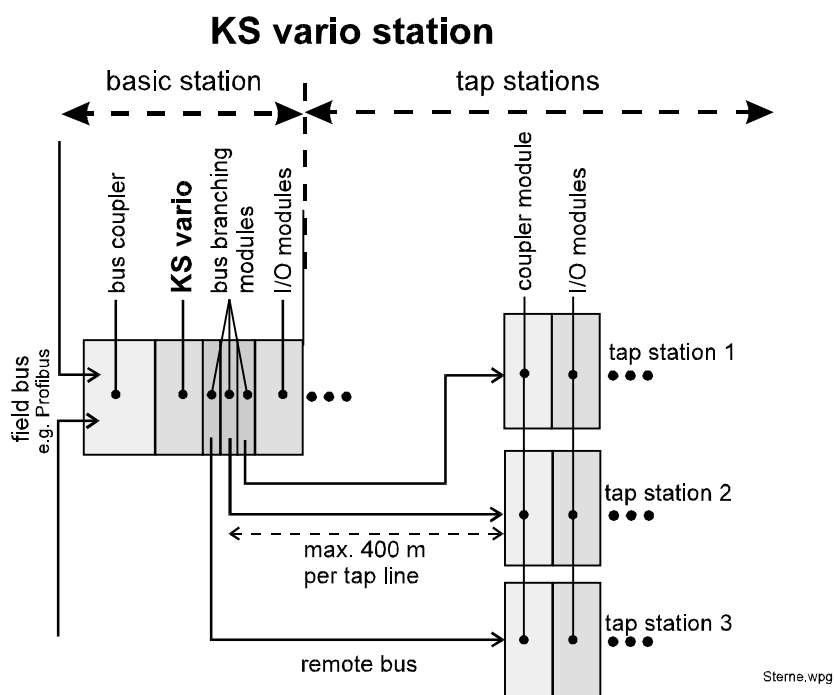 KS vario station
basic station
tap stations
bus coupler
KS vario
bus branching
modules
I/O modules
coupler module
I/O modules
field bus
e.g. Profibus
tap station 1
tap station 2
max. 400 m
per tap line
tap station 3
remote bus
Sterne.wpg